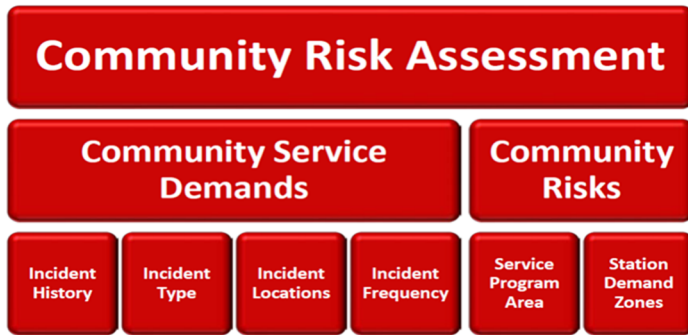 Community Risk Assessment
Community Service
Demands
Community
Risks
Incident
History
Incident
Type
Incident
Locations
Incident
Frequency
Service
Program
Area
Station
Demand
Zones